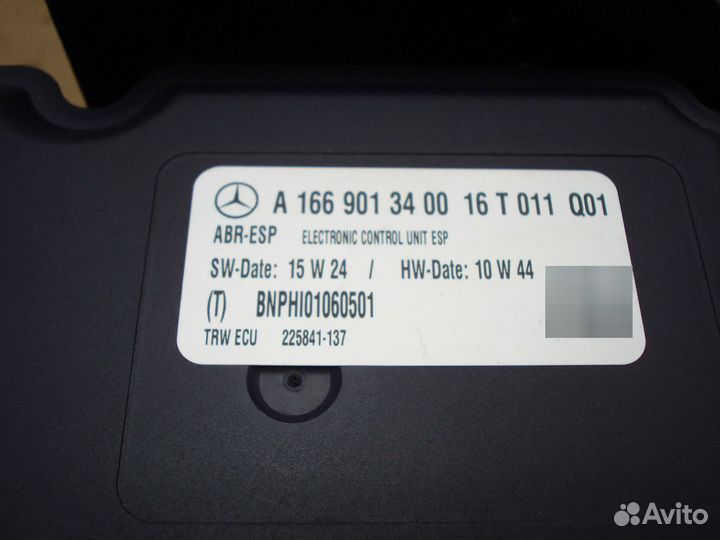 A 166 901 34 00 16 T 011 Q01
ABR-ESP ELECTRONIC CONTROL UNIT ESP
SW-Date: 15 W 24 / HW-Date: 10 W 44
(T) BNPHI01060501
TRW ECU 225841-137
Avito